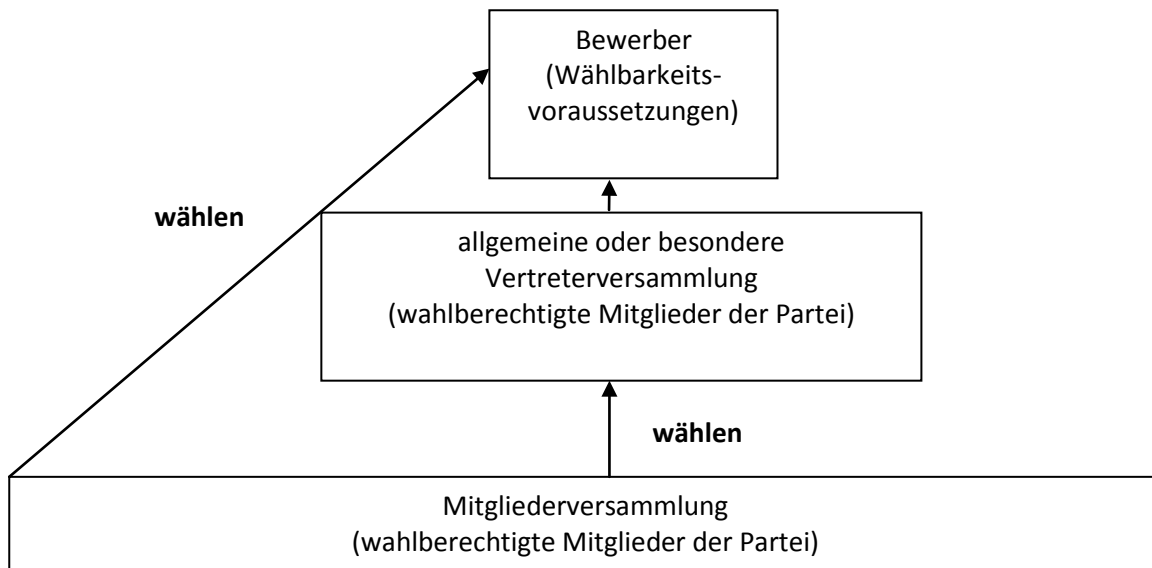 Bewerber
(Wählbarkeits-
voraussetzungen)
wählen
allgemeine oder besondere
Vertreterversammlung
(wahlberechtigte Mitglieder der Partei)
wählen
Mitgliederversammlung
(wahlberechtigte Mitglieder der Partei)